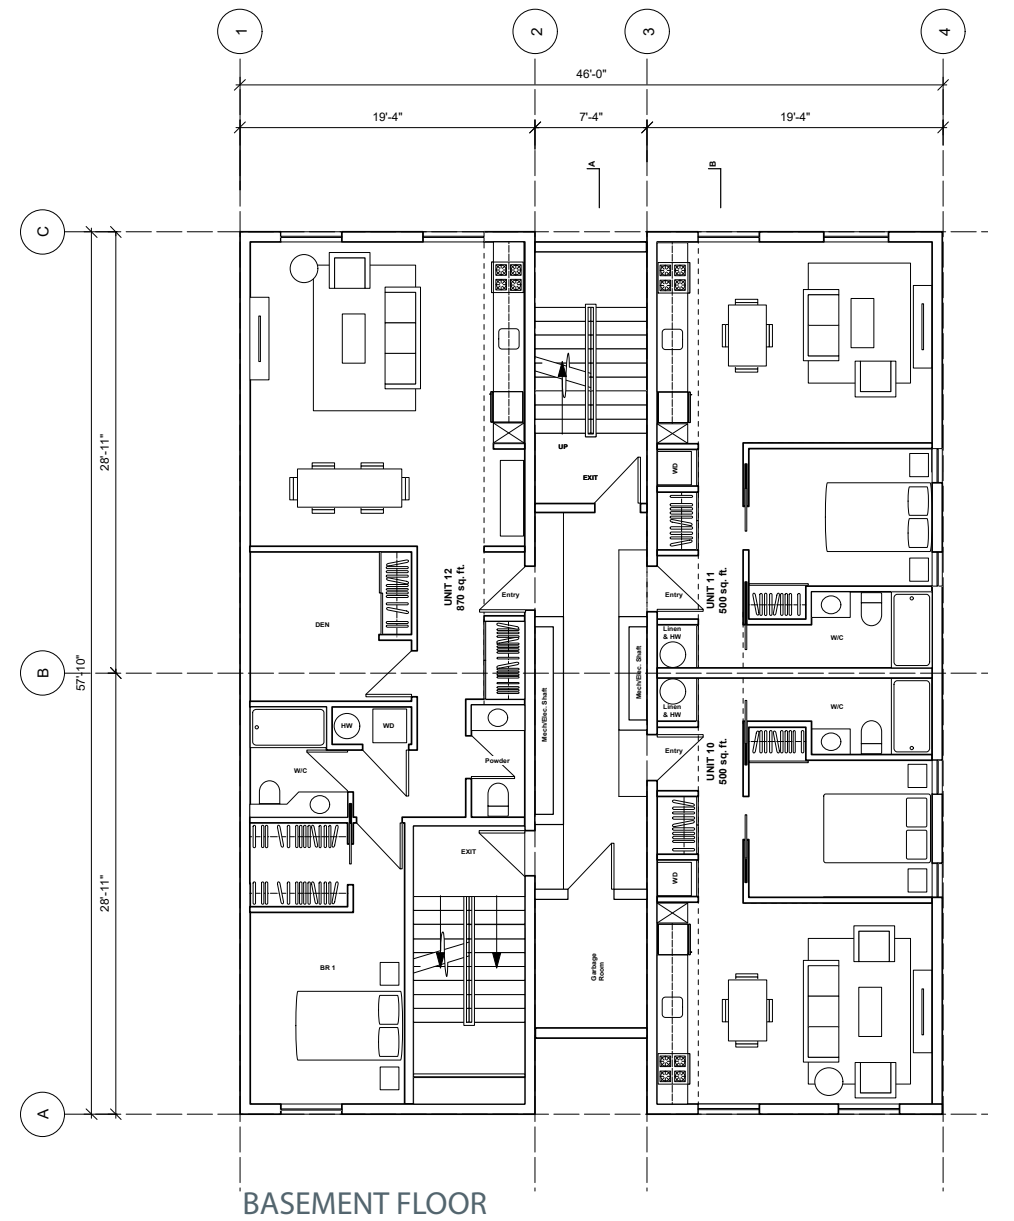 1
2
3
4
46'-0"
19'-4"
7'-4"
19'-4"
A
B
C
28'-11"
UP
EXIT
WD
UNIT 12
870 sq. ft.
Entry
Entry
UNIT 11
500 sq. ft.
DEN
Linen
& HW
W/C
B
57'-10"
Mech/Elec. Shaft
Mech/Elec. Shaft
Linen
& HW
W/C
HW
WD
Entry
UNIT 10
500 sq. ft.
W/C
Powder
EXIT
WD
28'-11"
BR 1
Garbage
Room
A
BASEMENT FLOOR